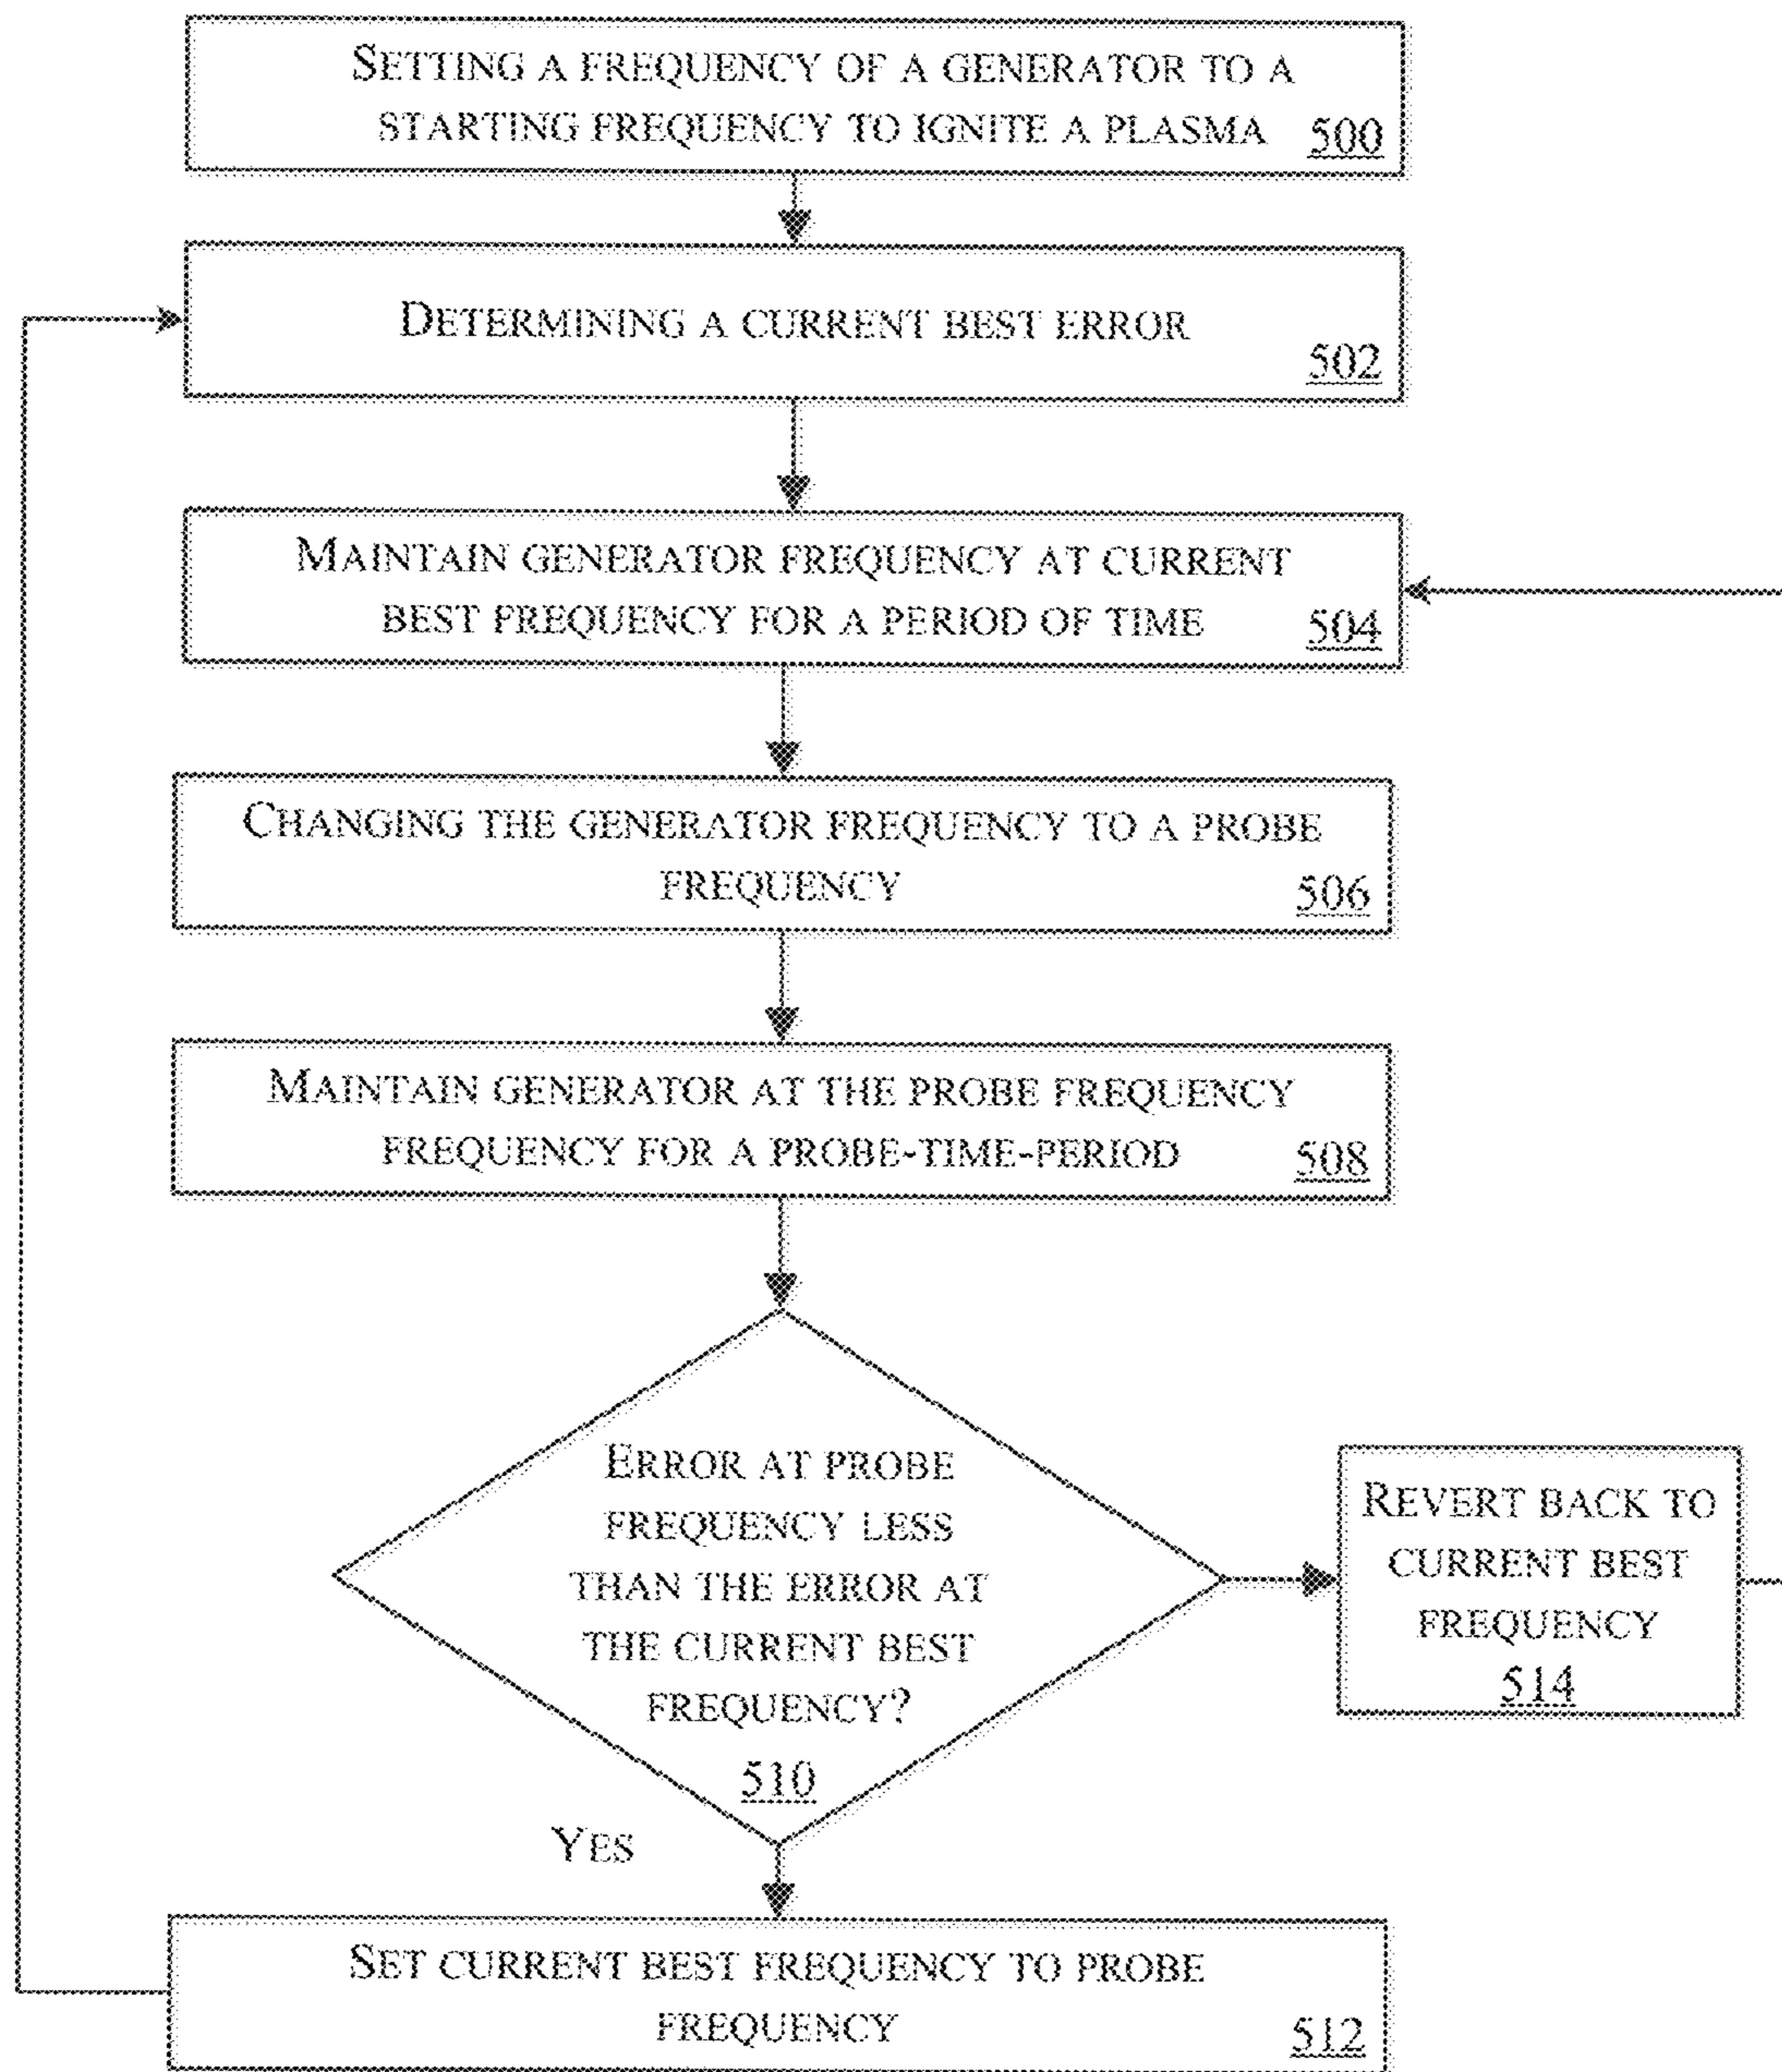 SETTING A FREQUENCY OF A GENERATOR TO A
STARTING FREQUENCY TO IGNITE A PLASMA 500
DETERMINING A CURRENT BEST ERROR
502
MAINTAIN GENERATOR FREQUENCY AT CURRENT
BEST FREQUENCY FOR A PERIOD OF TIME 504
CHANGING THE GENERATOR FREQUENCY TO A PROBE
FREQUENCY 506
MAINTAIN GENERATOR AT THE PROBE FREQUENCY
FREQUENCY FOR A PROBE-TIME-PERIOD 508
ERROR AT PROBE
FREQUENCY LESS
THAN THE ERROR AT
THE CURRENT BEST
FREQUENCY?
510
REVERT BACK TO
CURRENT BEST
FREQUENCY
514
YES
SET CURRENT BEST FREQUENCY TO PROBE
FREQUENCY 512